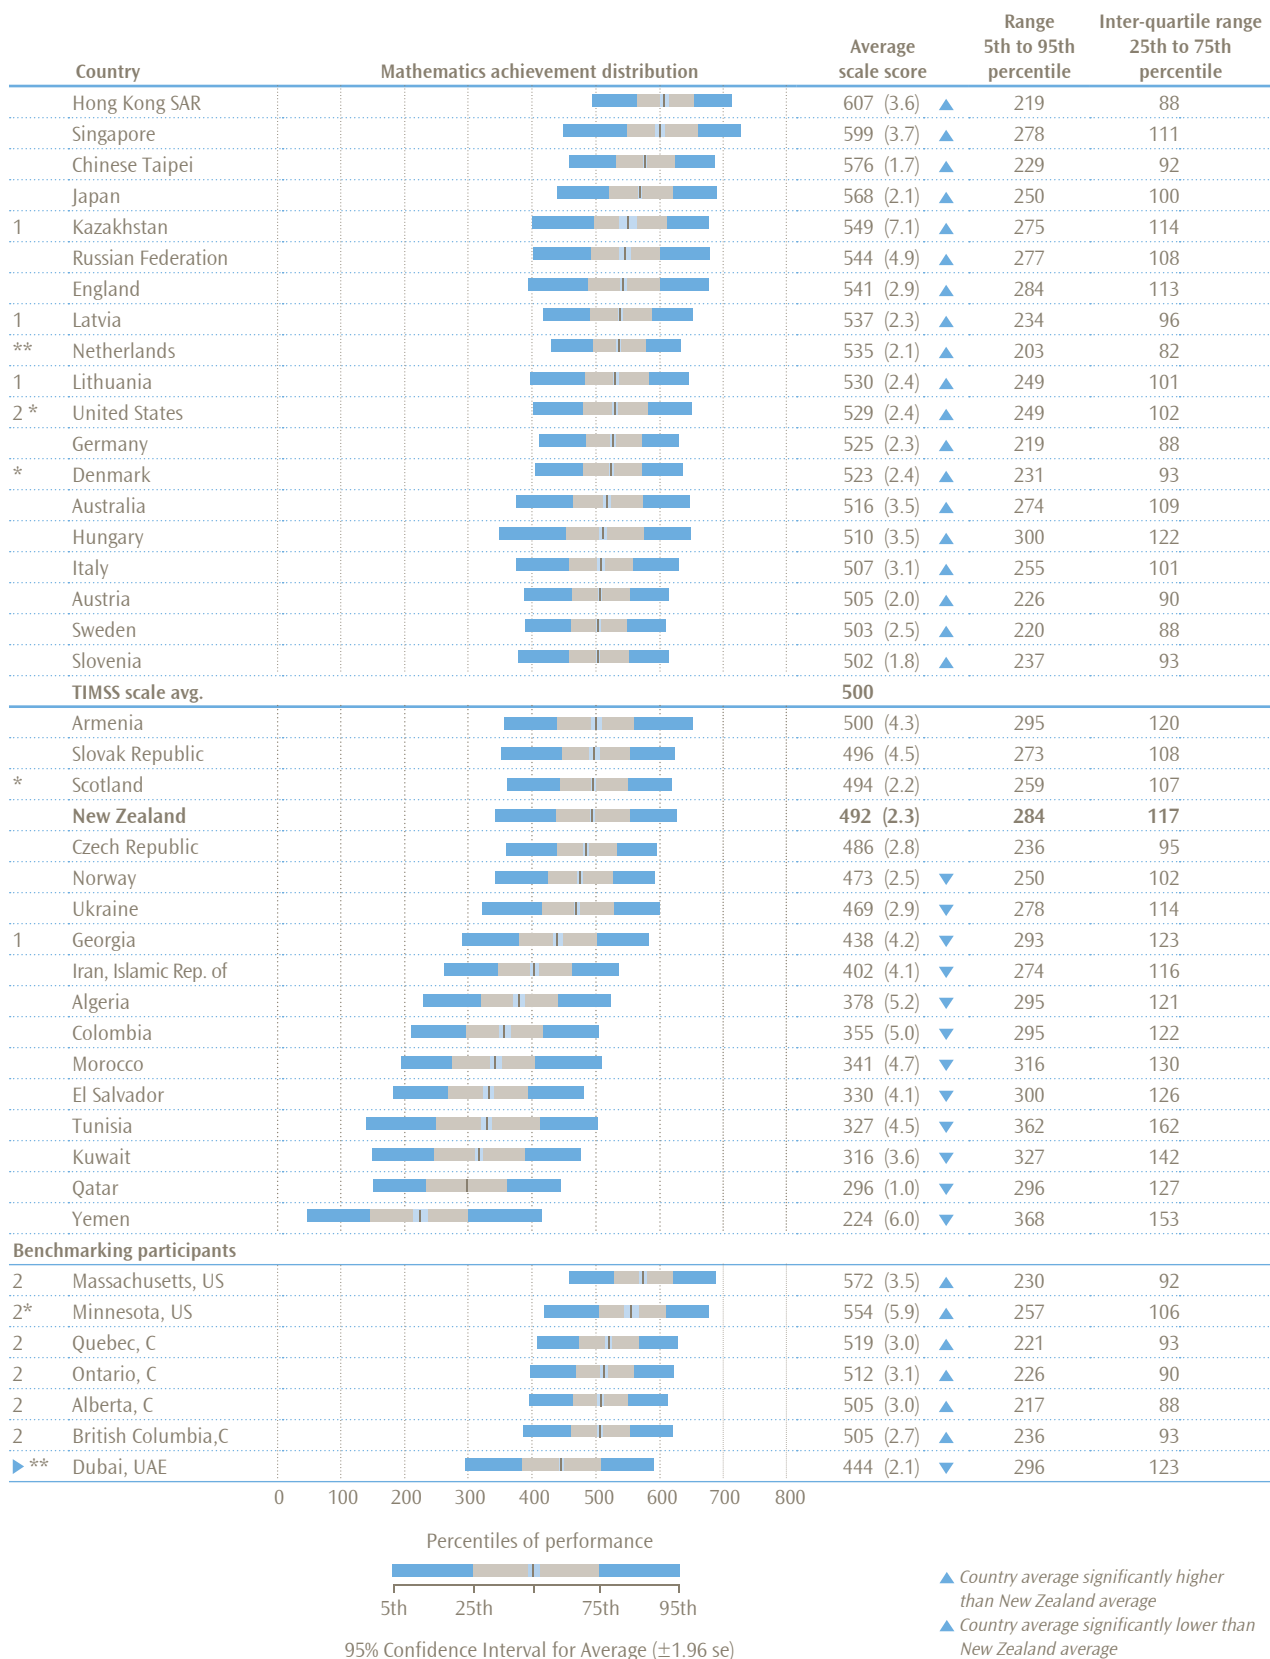 Country Mathematics achievement distribution Average scale score Range 5th to 95th percentile Inter-quartile range 25th to 75th percentile
Hong Kong SAR 607 (3.6) ▲ 219 88
Singapore 599 (3.7) ▲ 278 111
Chinese Taipei 576 (1.7) ▲ 229 92
Japan 568 (2.1) ▲ 250 100
1 Kazakhstan 549 (7.1) ▲ 275 114
Russian Federation 544 (4.9) ▲ 277 108
England 541 (2.9) ▲ 284 113
1 Latvia 537 (2.3) ▲ 234 96
** Netherlands 535 (2.1) ▲ 203 82
1 Lithuania 530 (2.4) ▲ 249 101
2 * United States 529 (2.4) ▲ 249 102
Germany 525 (2.3) ▲ 219 88
* Denmark 523 (2.4) ▲ 231 93
Australia 516 (3.5) ▲ 274 109
Hungary 510 (3.5) ▲ 300 122
Italy 507 (3.1) ▲ 255 101
Austria 505 (2.0) ▲ 226 90
Sweden 503 (2.5) ▲ 220 88
Slovenia 502 (1.8) ▲ 237 93
TIMSS scale avg. 500
Armenia 500 (4.3) 295 120
Slovak Republic 496 (4.5) 273 108
* Scotland 494 (2.2) 259 107
New Zealand 492 (2.3) 284 117
Czech Republic 486 (2.8) 236 95
Norway 473 (2.5) ▼ 250 102
Ukraine 469 (2.9) ▼ 278 114
1 Georgia 438 (4.2) ▼ 293 123
Iran, Islamic Rep. of 402 (4.1) ▼ 274 116
Algeria 378 (5.2) ▼ 295 121
Colombia 355 (5.0) ▼ 295 122
Morocco 341 (4.7) ▼ 316 130
El Salvador 330 (4.1) ▼ 300 126
Tunisia 327 (4.5) ▼ 362 162
Kuwait 316 (3.6) ▼ 327 142
Qatar 296 (1.0) ▼ 296 127
Yemen 224 (6.0) ▼ 368 153
Benchmarking participants
2 Massachusetts, US 572 (3.5) ▲ 230 92
2* Minnesota, US 554 (5.9) ▲ 257 106
2 Quebec, C 519 (3.0) ▲ 221 93
2 Ontario, C 512 (3.1) ▲ 226 90
2 Alberta, C 505 (3.0) ▲ 217 88
2 British Columbia,C 505 (2.7) ▲ 236 93
▶ ** Dubai, UAE 444 (2.1) ▼ 296 123
0 100 200 300 400 500 600 700 800
Percentiles of performance
5th 25th 75th 95th
95% Confidence Interval for Average (±1.96 se)
▲ Country average significantly higher
than New Zealand average
▲ Country average significantly lower than
New Zealand average